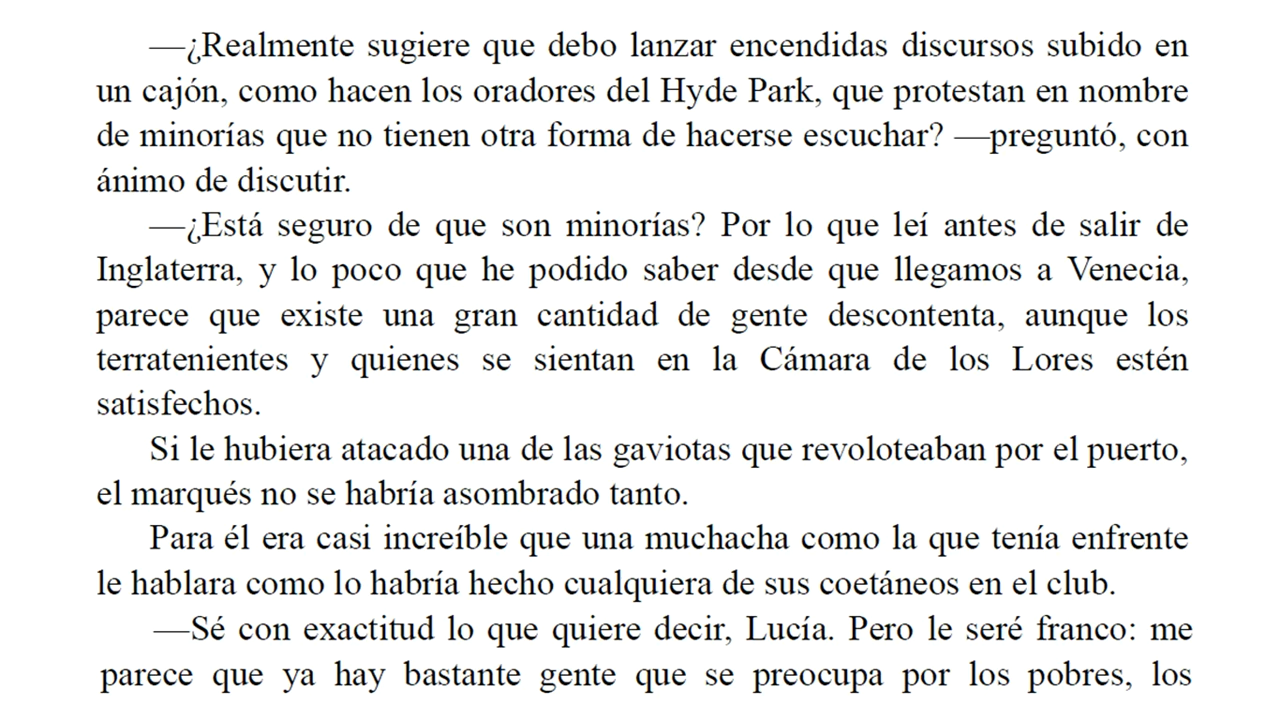 —¿Realmente sugiere que debo lanzar encendidas discursos subido en
un cajón, como hacen los oradores del Hyde Park, que protestan en nombre
de minorías que no tienen otra forma de hacerse escuchar? —preguntó, con
ánimo de discutir.
—¿Está seguro de que son minorías? Por lo que leí antes de salir de
Inglaterra, y lo poco que he podido saber desde que llegamos a Venecia,
parece que existe una gran cantidad de gente descontenta, aunque los
terratenientes y quienes se sientan en la Cámara de los Lores estén
satisfechos.
Si le hubiera atacado una de las gaviotas que revoloteaban por el puerto,
el marqués no se habría asombrado tanto.
Para él era casi increíble que una muchacha como la que tenía enfrente
le hablara como lo habría hecho cualquiera de sus coetáneos en el club.
—Sé con exactitud lo que quiere decir, Lucía. Pero le seré franco: me
parece que ya hay bastante gente que se preocupa por los pobres, los